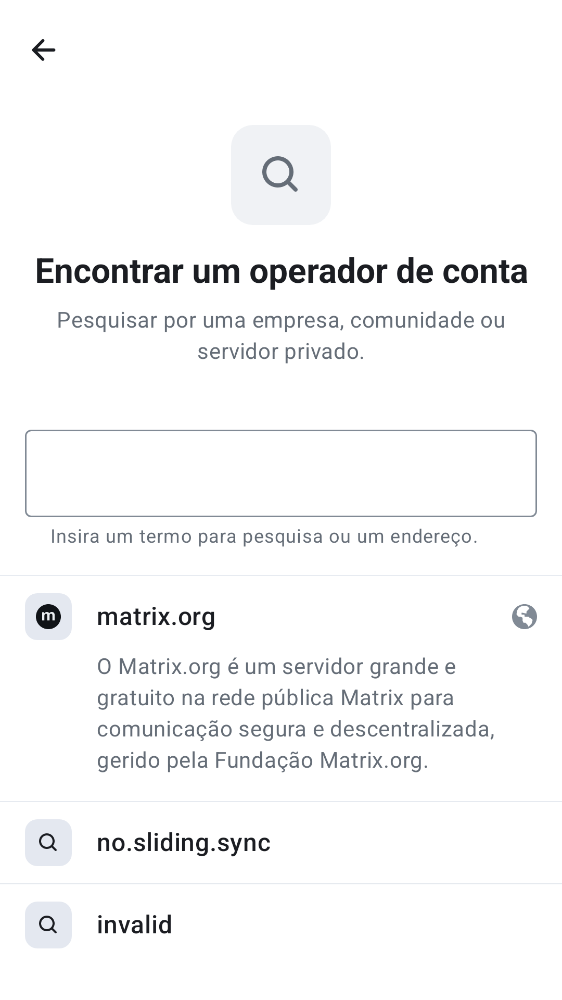 Encontrar um operador de conta
Pesquisar por uma empresa, comunidade ou
servidor privado.
Insira um termo para pesquisa ou um endereço.
m
matrix.org
O Matrix.org é um servidor grande e
gratuito na rede pública Matrix para
comunicação segura e descentralizada,
gerido pela Fundação Matrix.org.
no.sliding.sync
invalid